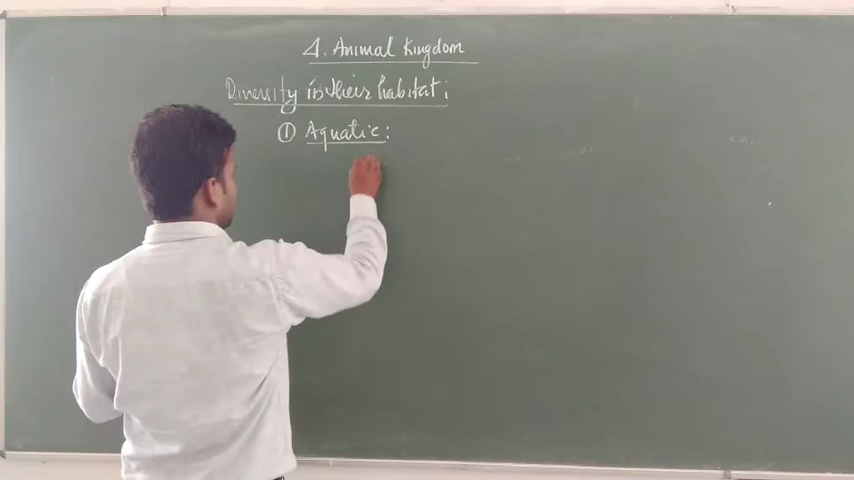 4. Animal Kingdom
Diversity in their habitat :
① Aquatic :